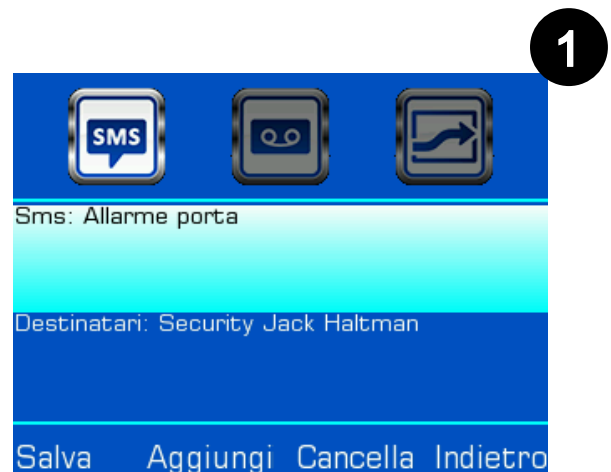 1
SMS
Sms: Allarme porta
Destinatari: Security Jack Haltman
Salva Aggiungi Cancella Indietro